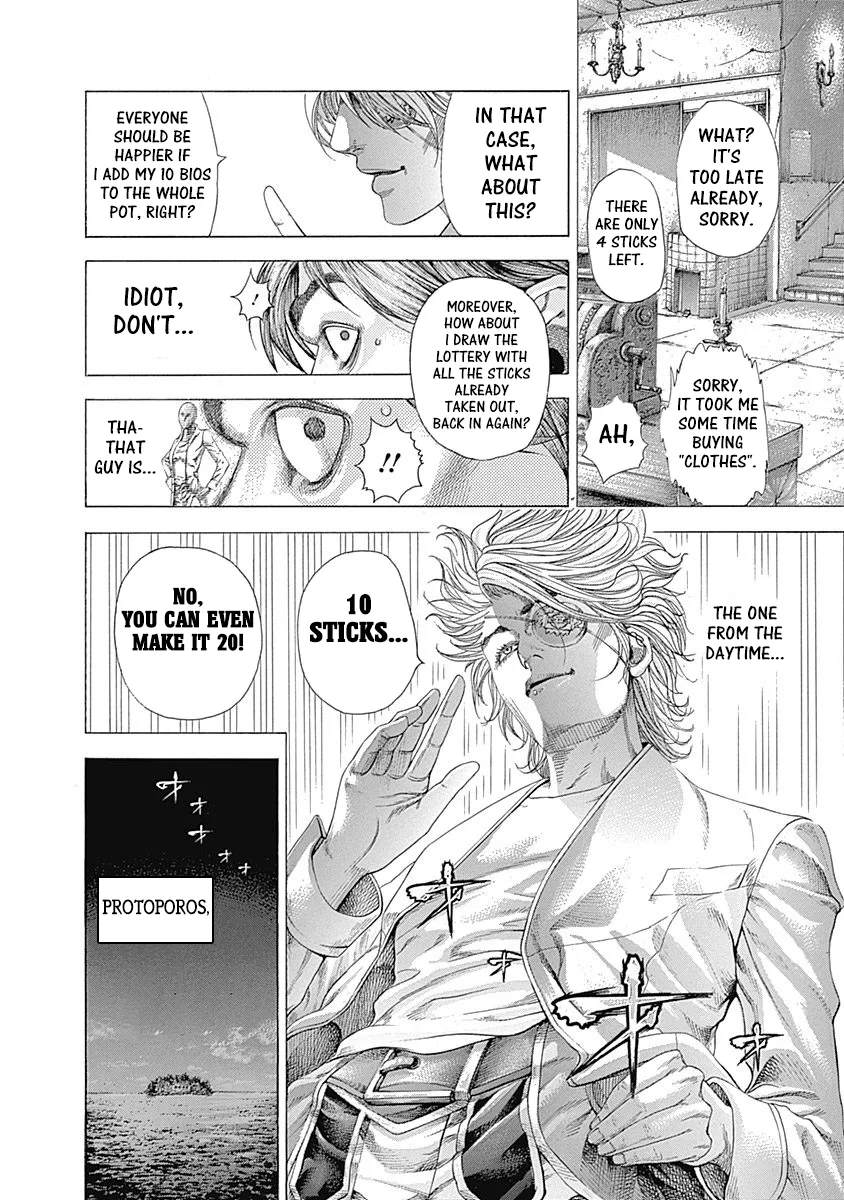 WHAT?
IT'S
TOO LATE
ALREADY,
SORRY.
THERE
ARE ONLY
4 STICKS
LEFT.
SORRY,
IT TOOK ME
SOME TIME
BUYING
"CLOTHES".
AH,
IN THAT
CASE,
WHAT
ABOUT
THIS?
EVERYONE
SHOULD BE
HAPPIER IF
I ADD MY 10 BIOS
TO THE WHOLE
POT, RIGHT?
MOREOVER,
HOW ABOUT
I DRAW THE
LOTTERY WITH
ALL THE STICKS
ALREADY
TAKEN OUT,
BACK IN AGAIN?
!
IDIOT,
DON'T...
!!
THA-
THAT
GUY IS...
THE ONE
FROM THE
DAYTIME...
10
STICKS...
NO,
YOU CAN EVEN
MAKE IT 20!
オ
オ
オ
オ
オ
オ
オ
オ
オ
PROTOPOROS,